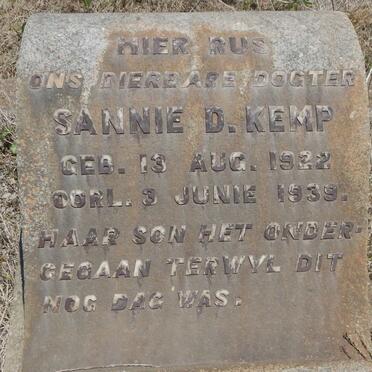 HIER RUS
ONS DIERBARE DOGTER
SANNIE D. KEMP
GEB. 13 AUG. 1922
OORL. 3 JUNIE 1939.
HAAR SON HET ONDER-
GEGAAN TERWYL DIT
NOG DAG WAS.